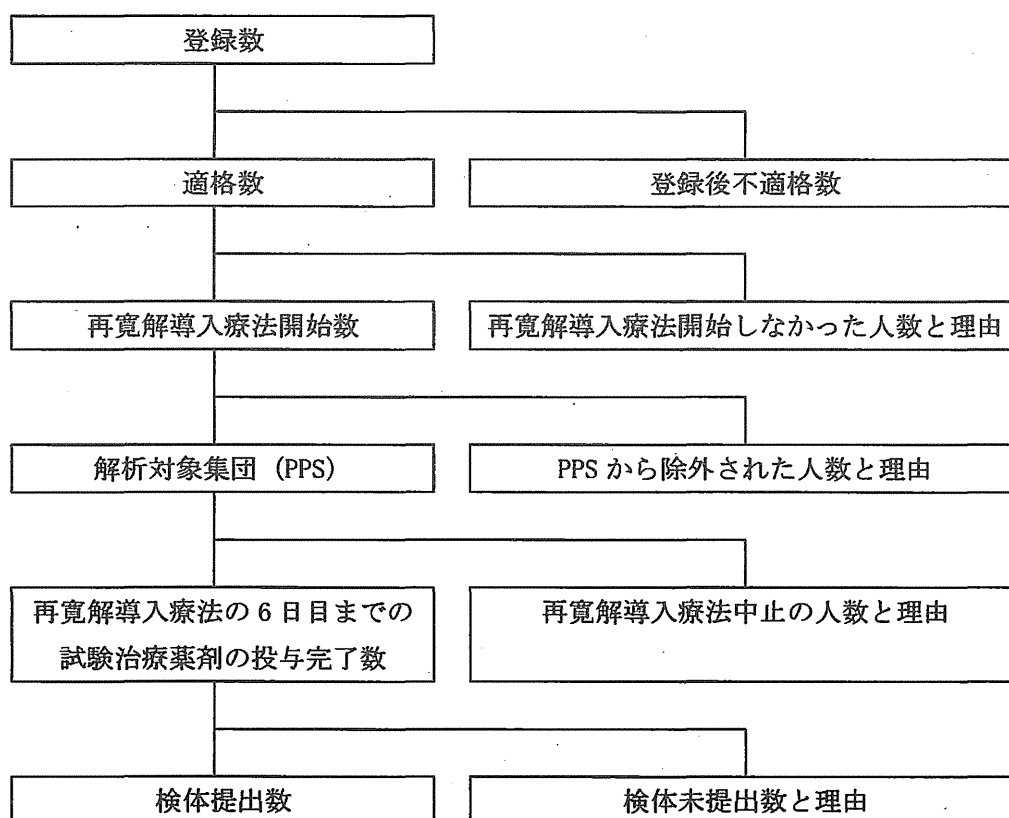 登録数
適格数
登録後不適格数
再寛解導入療法開始数
再寛解導入療法開始しなかった人数と理由
解析対象集団（PPS）
PPSから除外された人数と理由
再寛解導入療法の6日目までの
試験治療薬剤の投与完了数
再寛解導入療法中止の人数と理由
検体提出数
検体未提出数と理由